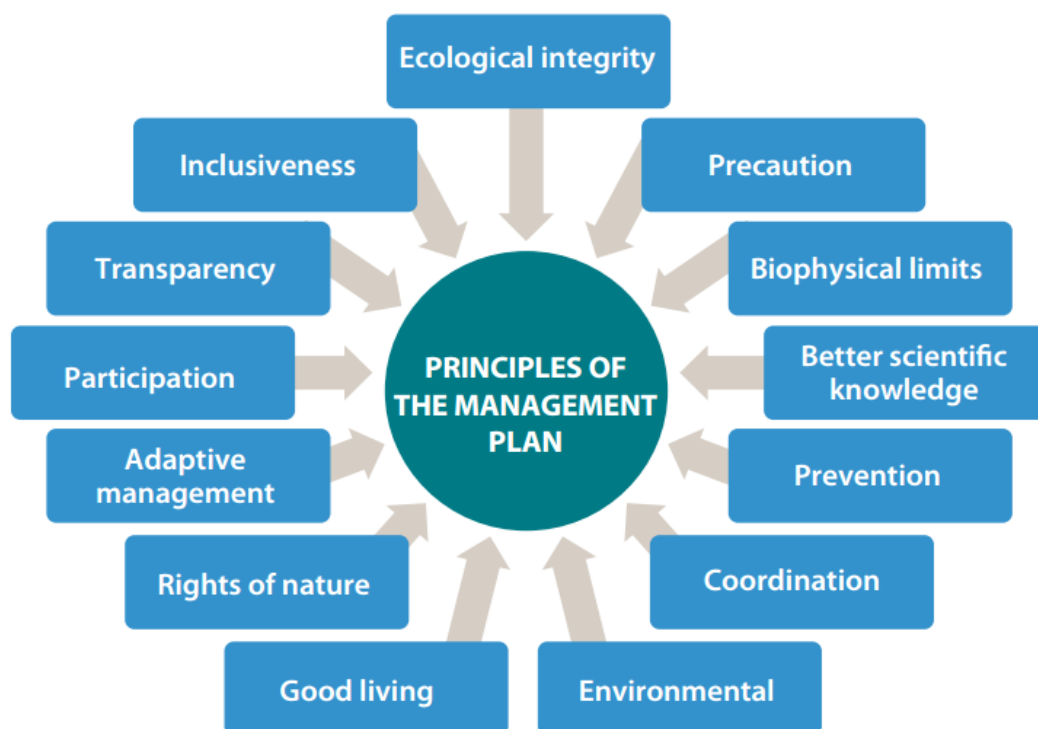 Ecological integrity
Precaution
Biophysical limits
Better scientific
knowledge
Prevention
Coordination
Environmental
Good living
Rights of nature
Adaptive
management
Participation
Transparency
Inclusiveness
PRINCIPLES OF
THE MANAGEMENT
PLAN